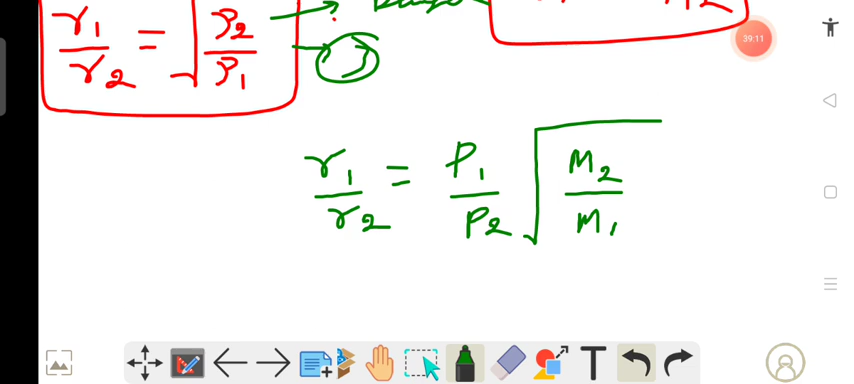 r1/r2 = √(ρ2/ρ1)
39:11
r1/r2 = P1/P2 √(M2/M1)
T